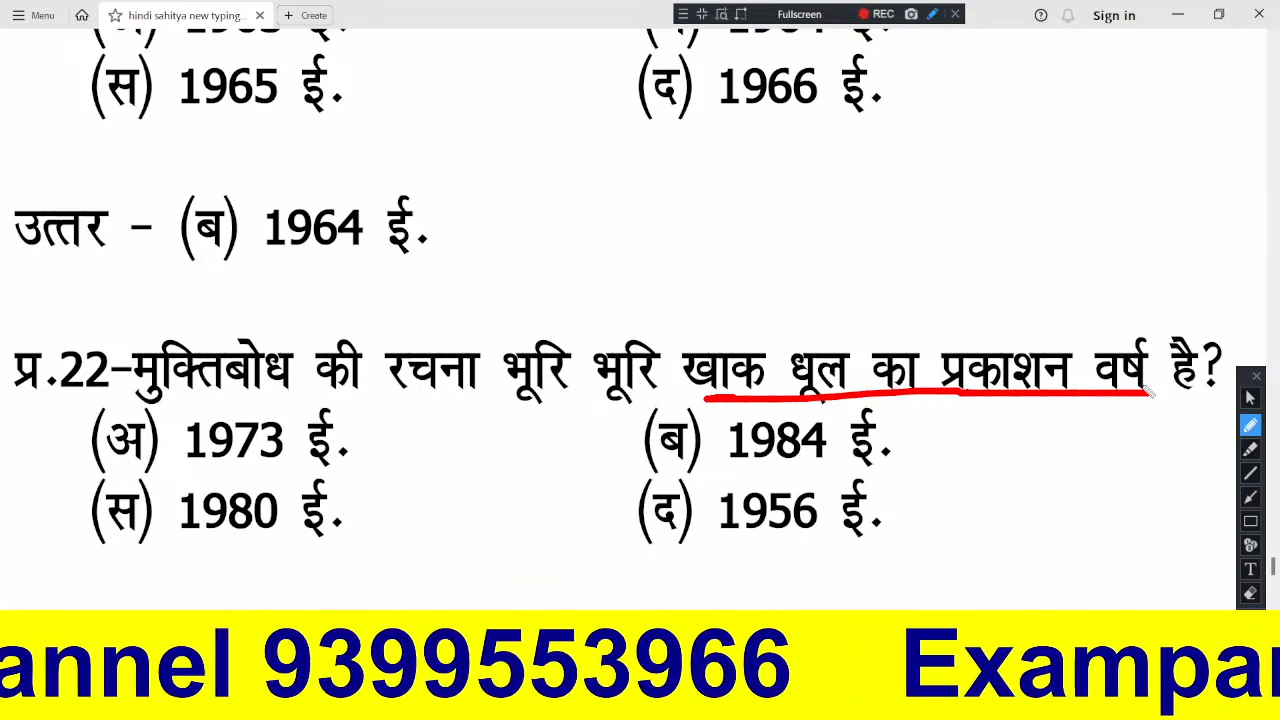 Menu
hindi sahitya new typing...
Create
Fullscreen
REC
Sign in
(स) 1965 ई.
(द) 1966 ई.
उत्तर - (ब) 1964 ई.
प्र.22-मुक्तिबोध की रचना भूरि भूरि खाक धूल का प्रकाशन वर्ष है?
(अ) 1973 ई.
(ब) 1984 ई.
(स) 1980 ई.
(द) 1956 ई.
annel 9399553966 Exampar